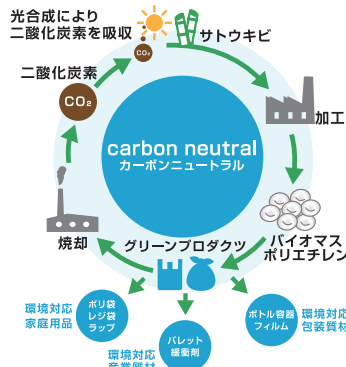 光合成により
二酸化炭素を吸収
サトウキビ
CO₂
二酸化炭素
CO₂
加工
carbon neutral
カーボンニュートラル
バイオマス
ポリエチレン
焼却
グリーンプロダクツ
環境対応
家庭用品
ポリ袋
レジ袋
ラップ
パレット
緩衝剤
環境対応
産業質材
ボトル容器
フィルム
環境対応
包装質材